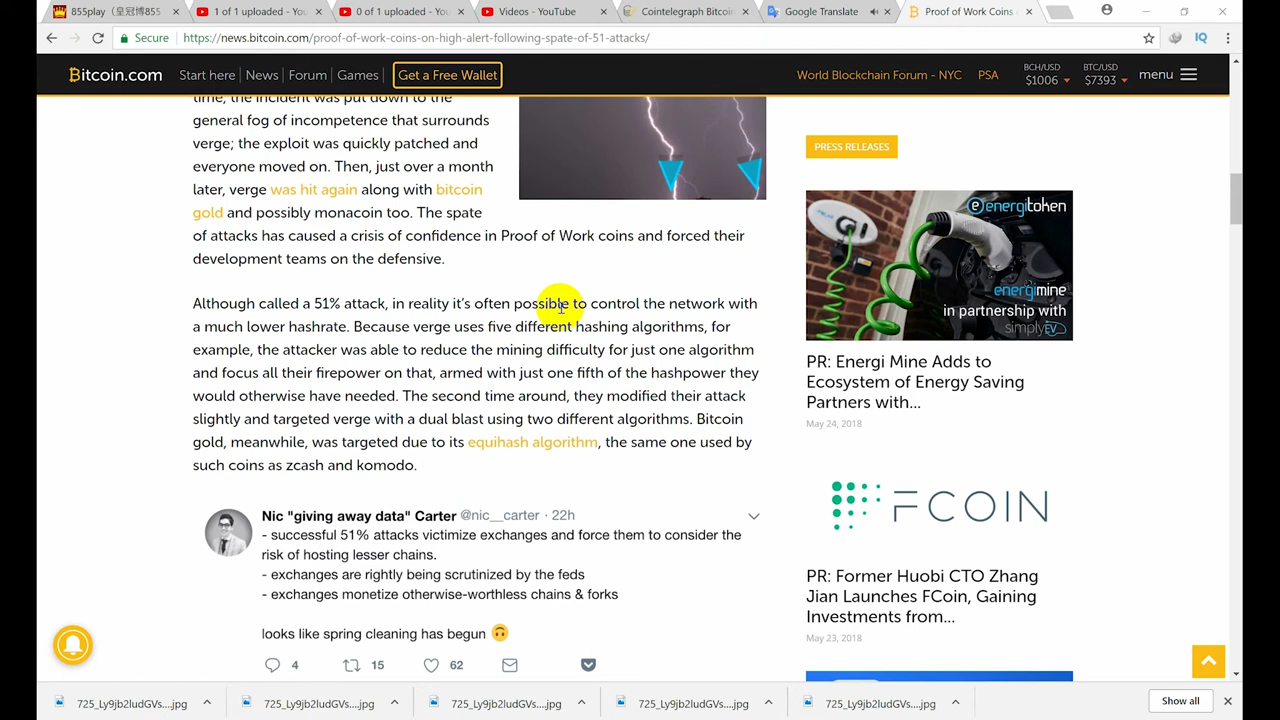 855play（皇冠博855
1 of 1 uploaded - YouTu
0 of 1 uploaded - YouTu
Videos - YouTube
Cointelegraph Bitcoin
Google Translate
Proof of Work Coins
Secure
https://news.bitcoin.com/proof-of-work-coins-on-high-alert-following-spate-of-51-attacks/
IQ
Bitcoin.com
Start here
News
Forum
Games
Get a Free Wallet
World Blockchain Forum - NYC
PSA
BCH/USD
$1006
BTC/USD
$7393
menu
time, the incident was put down to the
general fog of incompetence that surrounds
verge; the exploit was quickly patched and
everyone moved on. Then, just over a month
later, verge was hit again along with bitcoin
gold and possibly monacoin too. The spate
of attacks has caused a crisis of confidence in Proof of Work coins and forced their
development teams on the defensive.
Although called a 51% attack, in reality it's often possible to control the network with
a much lower hashrate. Because verge uses five different hashing algorithms, for
example, the attacker was able to reduce the mining difficulty for just one algorithm
and focus all their firepower on that, armed with just one fifth of the hashpower they
would otherwise have needed. The second time around, they modified their attack
slightly and targeted verge with a dual blast using two different algorithms. Bitcoin
gold, meanwhile, was targeted due to its equihash algorithm, the same one used by
such coins as zcash and komodo.
Nic "giving away data" Carter @nic__carter · 22h
- successful 51% attacks victimize exchanges and force them to consider the
risk of hosting lesser chains.
- exchanges are rightly being scrutinized by the feds
- exchanges monetize otherwise-worthless chains & forks
looks like spring cleaning has begun 🙃
4
15
62
PRESS RELEASES
energitoken
energimine
in partnership with
simplyEV
PR: Energi Mine Adds to
Ecosystem of Energy Saving
Partners with...
May 24, 2018
FCOIN
PR: Former Huobi CTO Zhang
Jian Launches FCoin, Gaining
Investments from...
May 23, 2018
725_Ly9jb2ludGVs....jpg
725_Ly9jb2ludGVs....jpg
725_Ly9jb2ludGVs....jpg
725_Ly9jb2ludGVs....jpg
725_Ly9jb2ludGVs....jpg
Show all